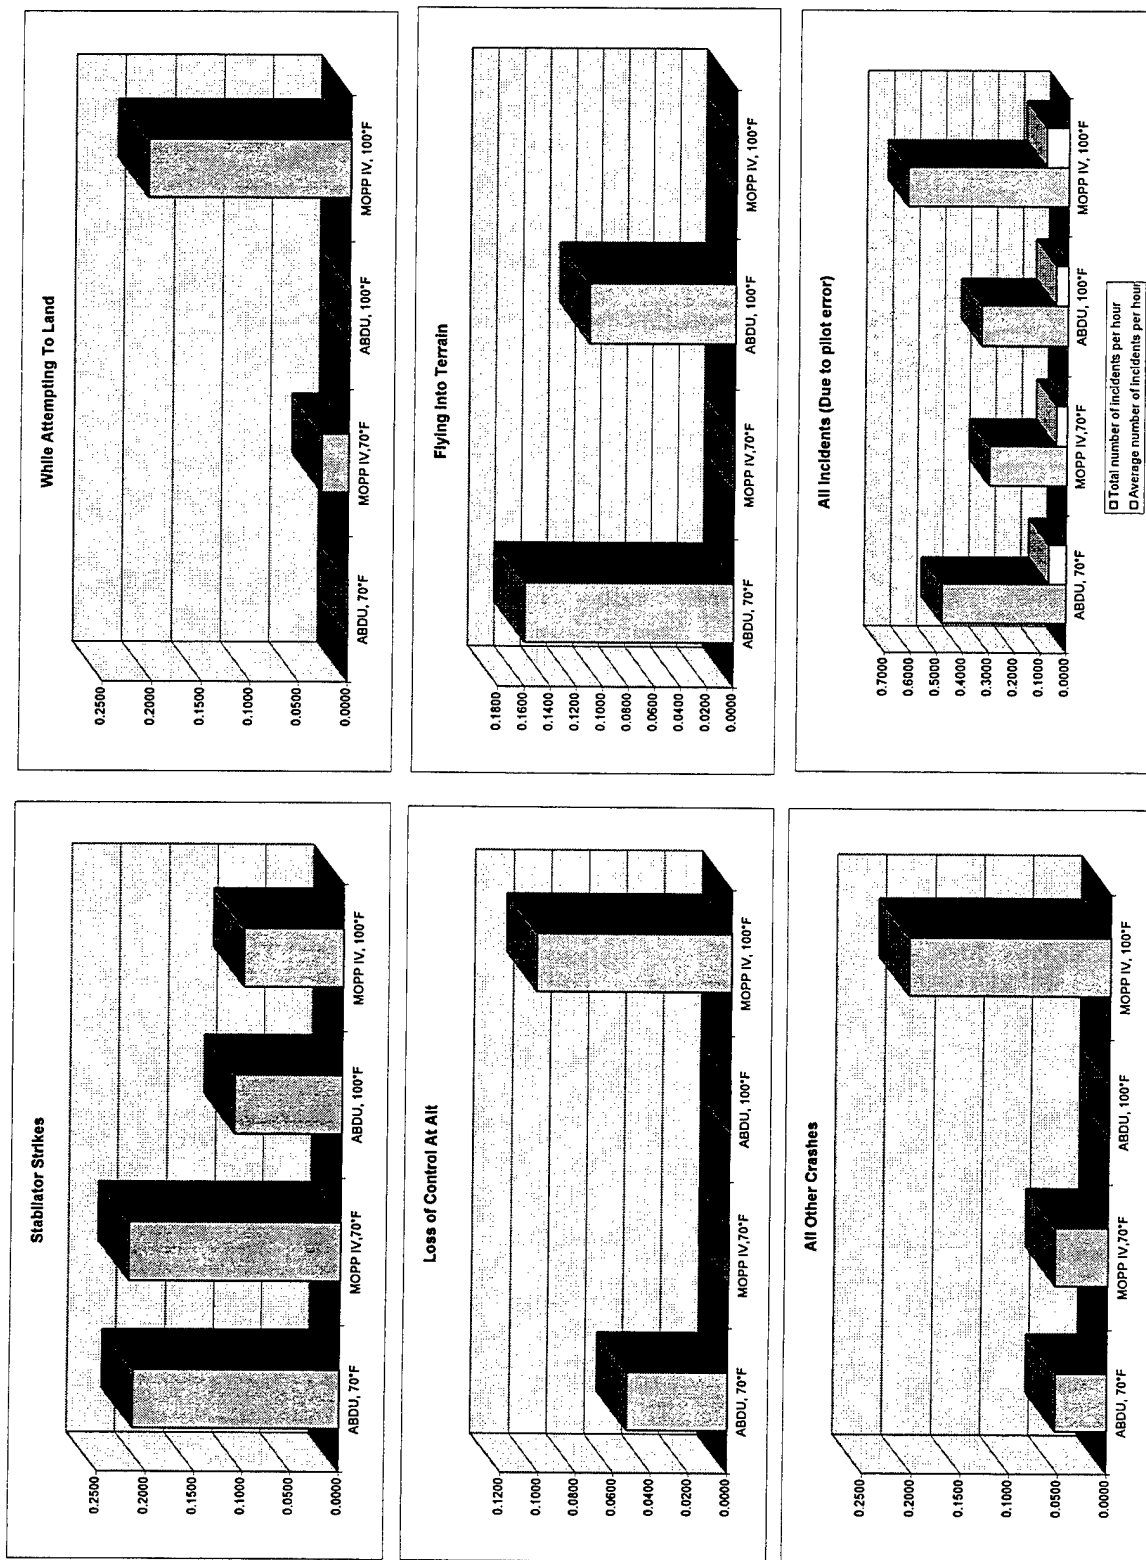 Stabilator Strikes
0.2500
0.2000
0.1500
0.1000
0.0500
0.0000
ABDU, 70°F
MOPP IV,70°F
ABDU, 100°F
MOPP IV, 100°F
While Attempting To Land
0.2500
0.2000
0.1500
0.1000
0.0500
0.0000
ABDU, 70°F
MOPP IV,70°F
ABDU, 100°F
MOPP IV, 100°F
Loss of Control At Alt
0.1200
0.1000
0.0800
0.0600
0.0400
0.0200
0.0000
ABDU, 70°F
MOPP IV,70°F
ABDU, 100°F
MOPP IV, 100°F
Flying Into Terrain
0.1800
0.1600
0.1400
0.1200
0.1000
0.0800
0.0600
0.0400
0.0200
0.0000
ABDU, 70°F
MOPP IV,70°F
ABDU, 100°F
MOPP IV, 100°F
All Other Crashes
0.2500
0.2000
0.1500
0.1000
0.0500
0.0000
ABDU, 70°F
MOPP IV,70°F
ABDU, 100°F
MOPP IV, 100°F
All Incidents (Due to pilot error)
0.7000
0.6000
0.5000
0.4000
0.3000
0.2000
0.1000
0.0000
ABDU, 70°F
MOPP IV,70°F
ABDU, 100°F
MOPP IV, 100°F
Total number of incidents per hour
Average number of incidents per hour